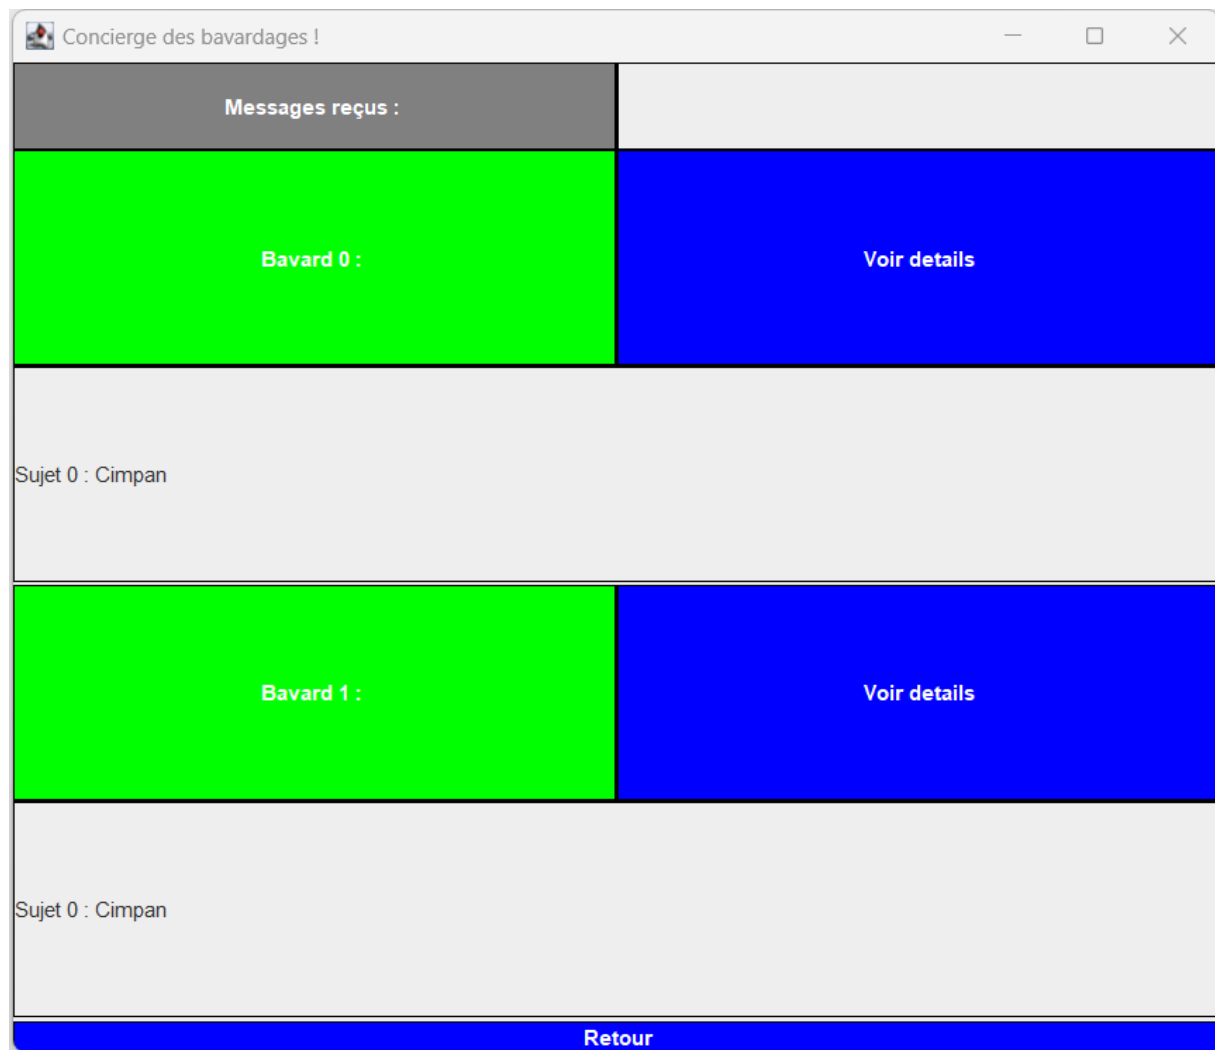 Concierge des bavardages !
Messages reçus :
Bavard 0 :
Voir details
Sujet 0 : Cimpan
Bavard 1 :
Voir details
Sujet 0 : Cimpan
Retour